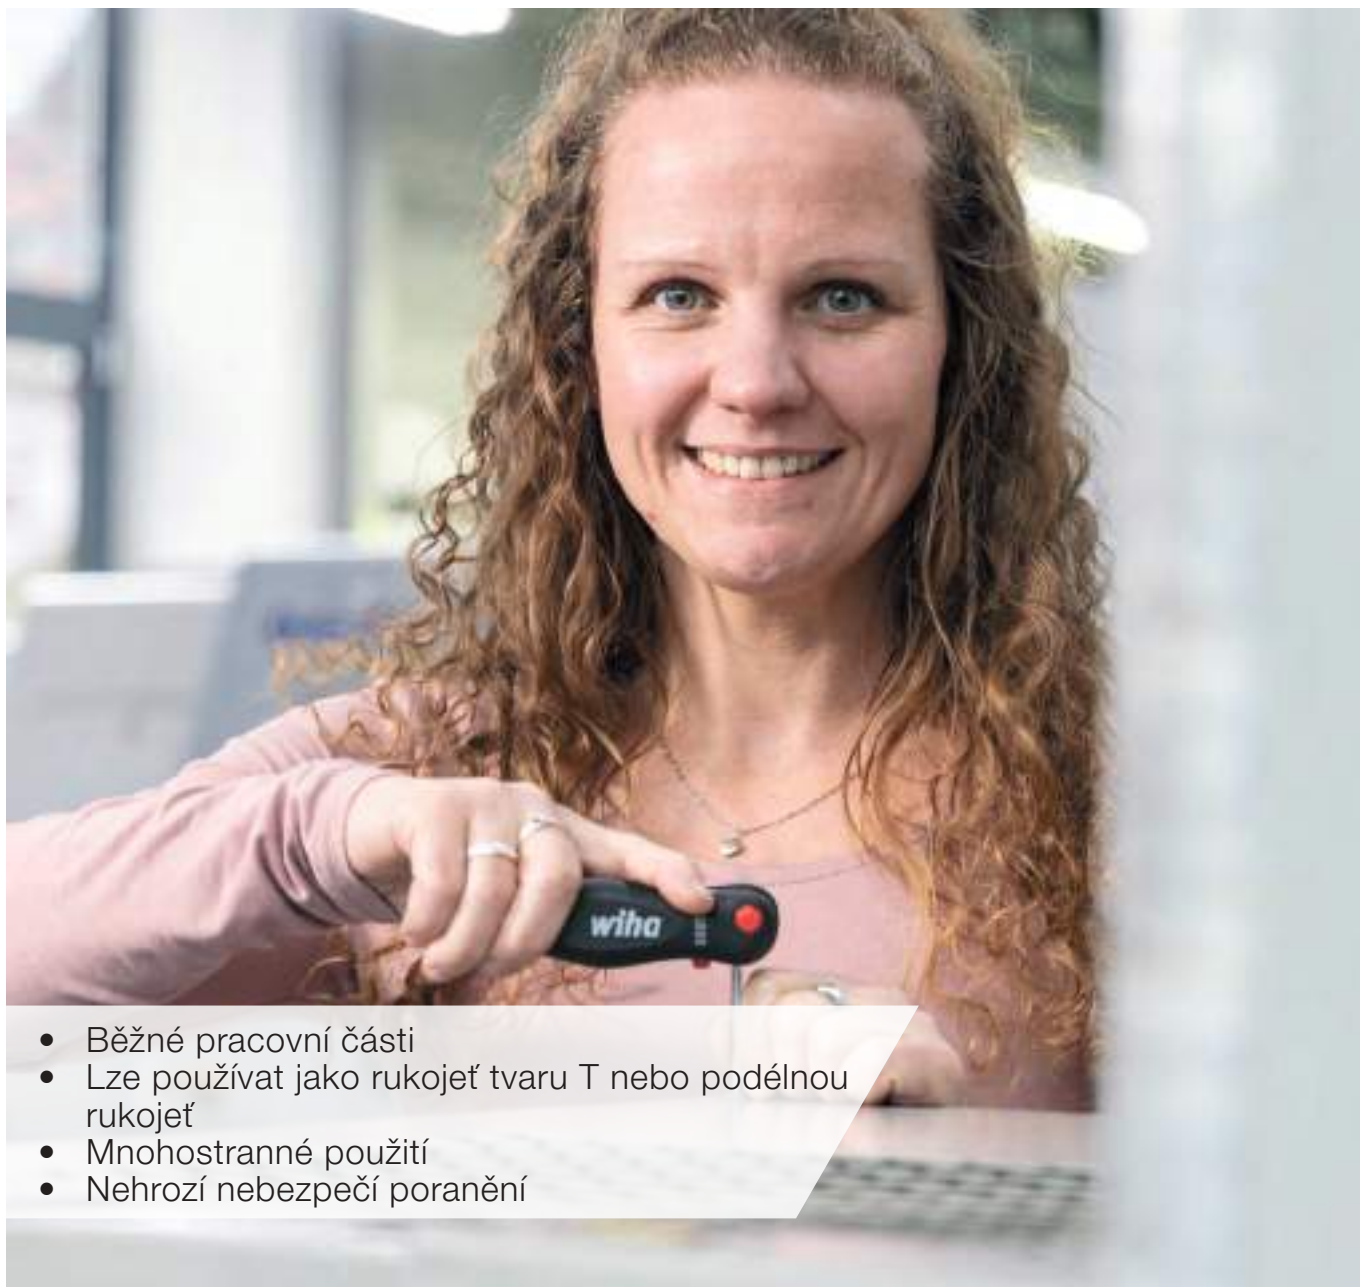 wiha
• Běžné pracovní části
• Lze používat jako rukojeť tvaru T nebo podélnou
rukojeť
• Mnohostranné použití
• Nehrozí nebezpečí poranění